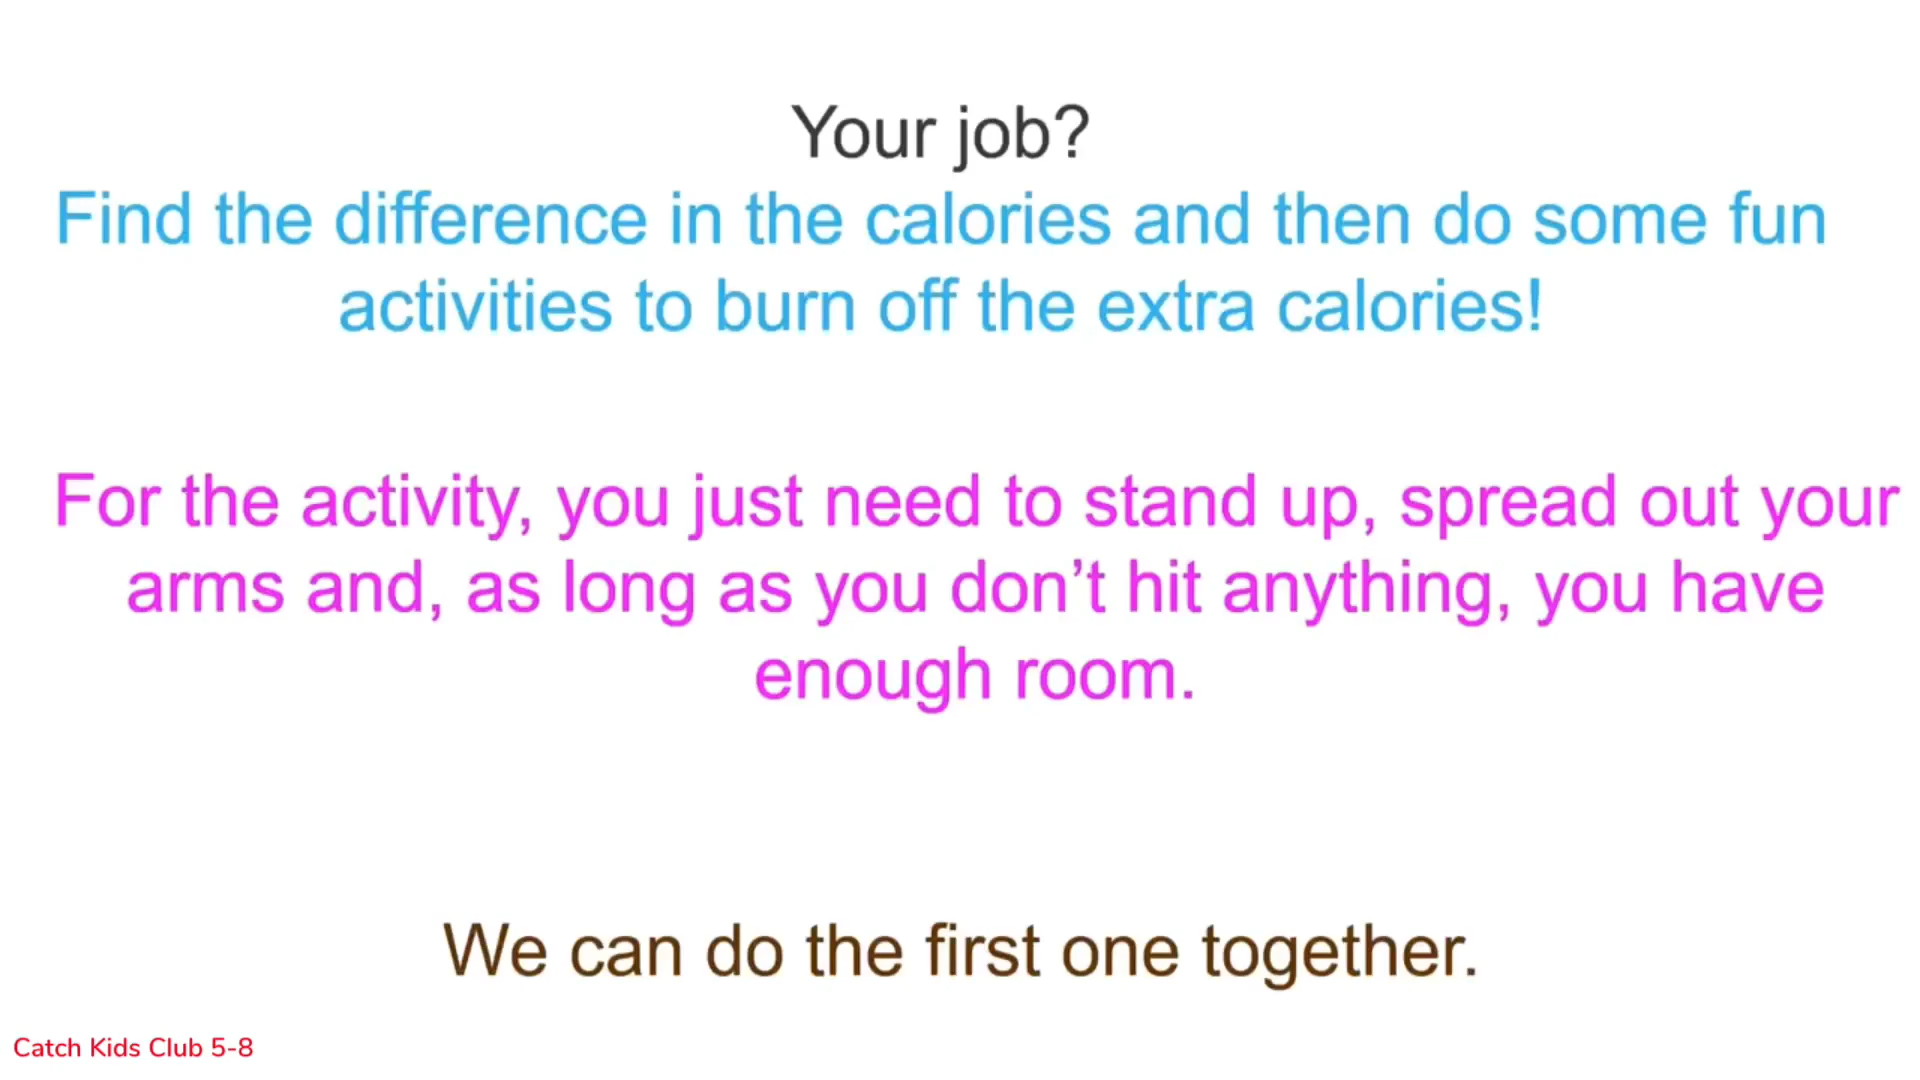 Your job?
Find the difference in the calories and then do some fun
activities to burn off the extra calories!
For the activity, you just need to stand up, spread out your
arms and, as long as you don’t hit anything, you have
enough room.
We can do the first one together.
Catch Kids Club 5-8